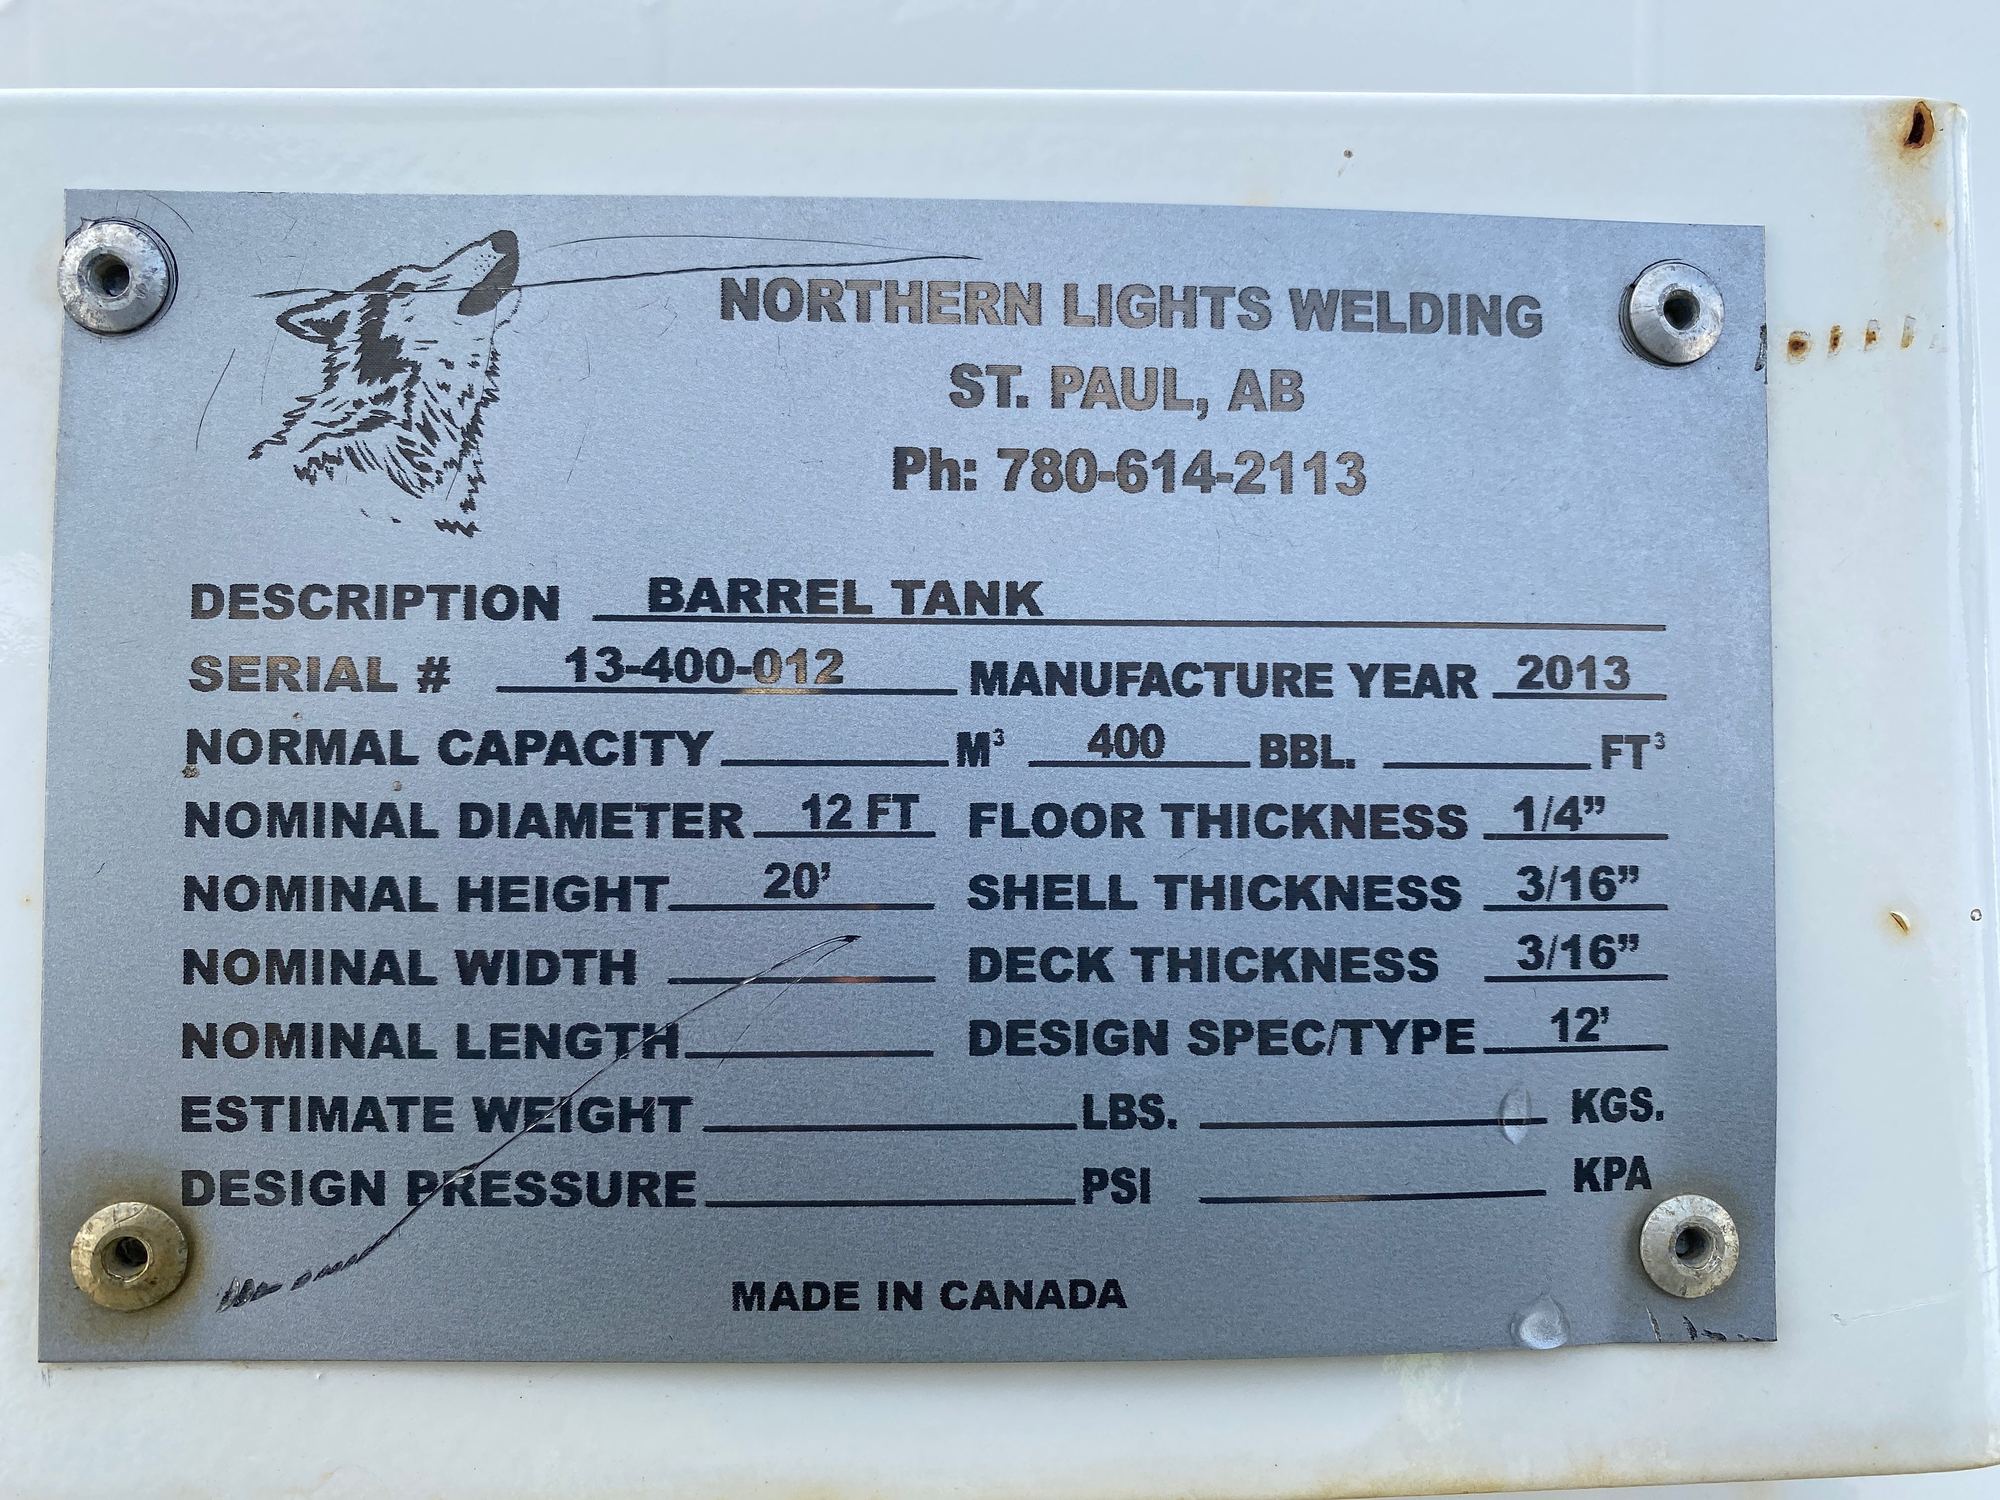 NORTHERN LIGHTS WELDING
ST. PAUL, AB
Ph: 780-614-2113
DESCRIPTION BARREL TANK
SERIAL # 13-400-012 MANUFACTURE YEAR 2013
NORMAL CAPACITY M³ 400 BBL. FT³
NOMINAL DIAMETER 12 FT FLOOR THICKNESS 1/4”
NOMINAL HEIGHT 20’ SHELL THICKNESS 3/16”
NOMINAL WIDTH DECK THICKNESS 3/16”
NOMINAL LENGTH DESIGN SPEC/TYPE 12’
ESTIMATE WEIGHT LBS. KGS.
DESIGN PRESSURE PSI KPA
MADE IN CANADA